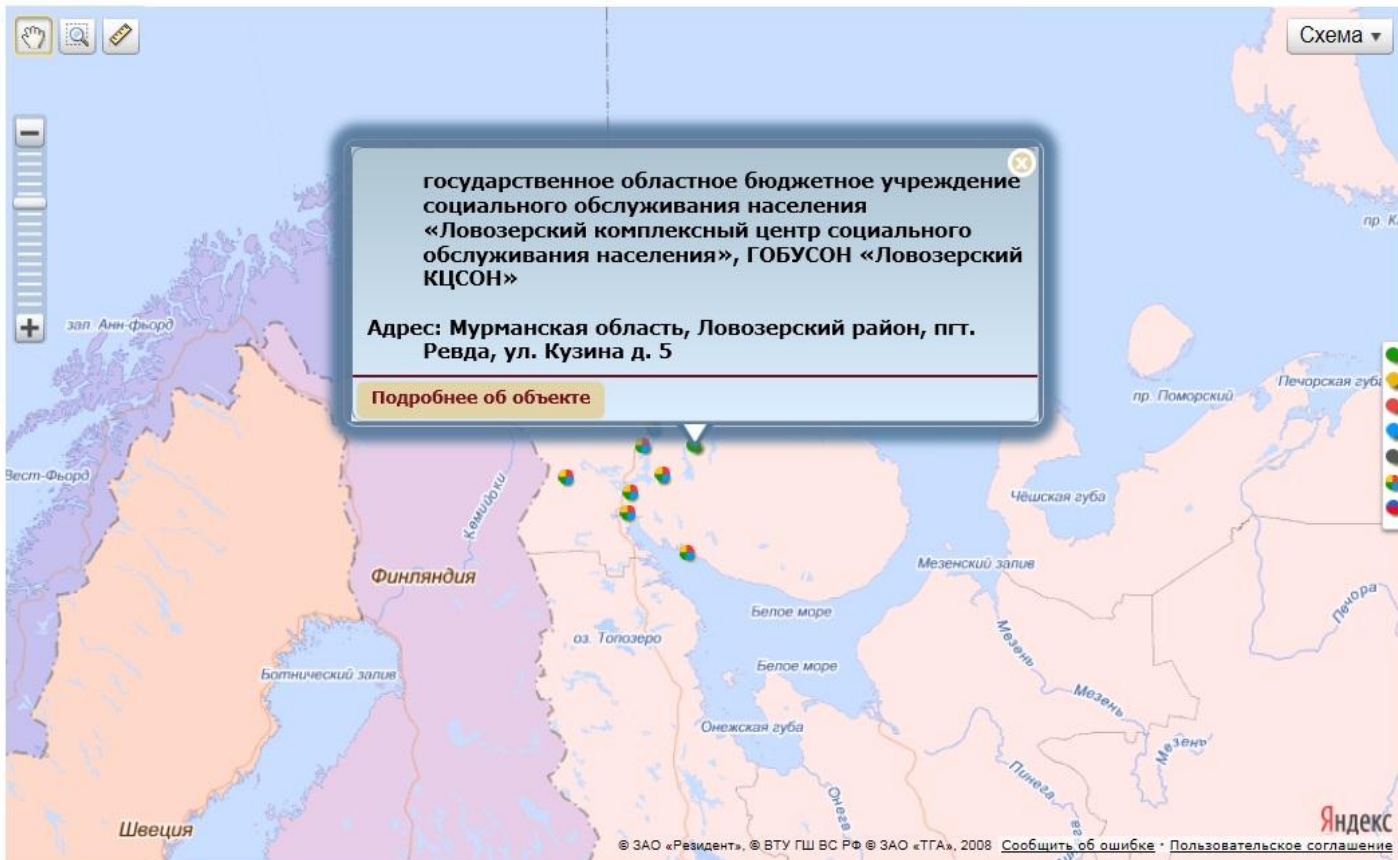 Схема
государственное областное бюджетное учреждение
социального обслуживания населения
«Ловозерский комплексный центр социального
обслуживания населения», ГОБУСОН «Ловозерский
КЦСОН»
Адрес: Мурманская область, Ловозерский район, пгт.
Ревда, ул. Кузина д. 5
Подробнее об объекте
зал. Анн-фьорд
Вест-Фьорд
Кемийоки
Финляндия
Ботнический залив
Швеция
оз. Топозеро
Белое море
Белое море
Онежская губа
Онега
Пинега
Мезень
Мезень
Мезень
Мезенский залив
Чёшская губа
пр. Поморский
Печорская губа
Печора
Яндекс
© ЗАО «Резидент», © ВТУ ГШ ВС РФ © ЗАО «ТГА», 2008 Сообщить об ошибке · Пользовательское соглашение